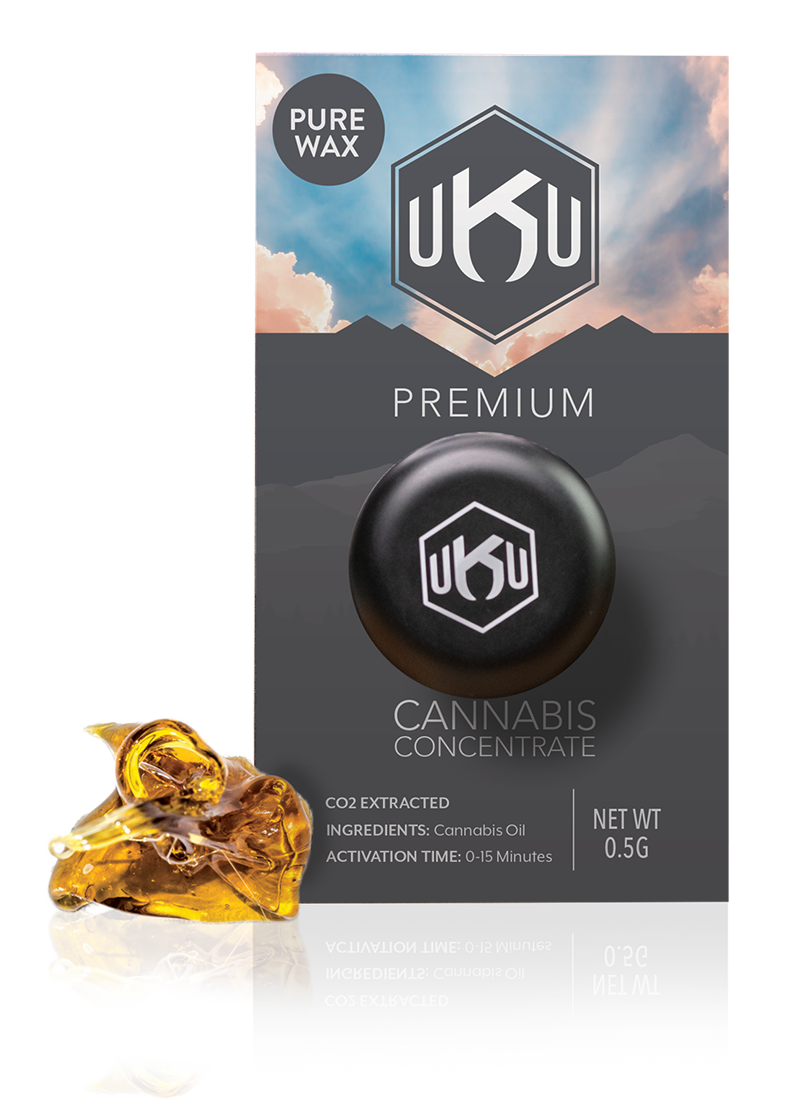 PURE
WAX
UKU
PREMIUM
UKU
CANNABIS
CONCENTRATE
CO2 EXTRACTED
INGREDIENTS: Cannabis Oil
ACTIVATION TIME: 0-15 Minutes
NET WT
0.5G